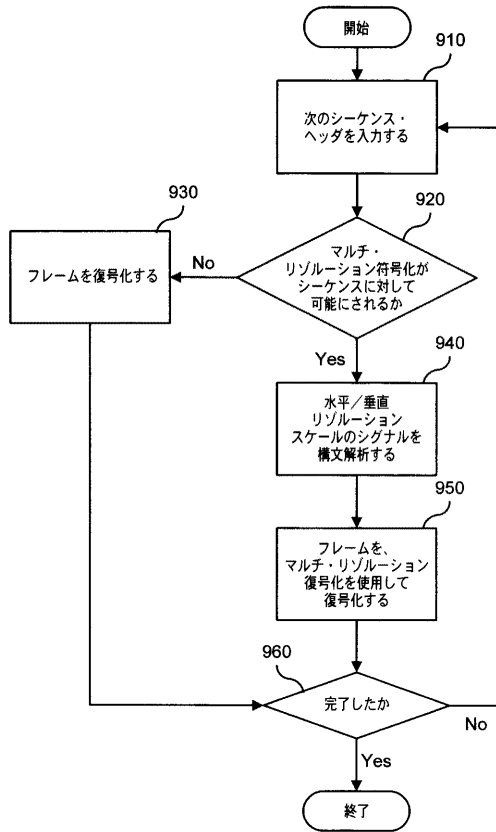 開始
910
次のシーケンス・
ヘッダを入力する
920
マルチ・
リゾルーション符号化が
シーケンスに対して
可能にされるか
930
No
フレームを復号化する
Yes
940
水平／垂直
リゾルーション
スケールのシグナルを
構文解析する
950
フレームを、
マルチ・リゾルーション
復号化を使用して
復号化する
960
完了したか
No
Yes
終了